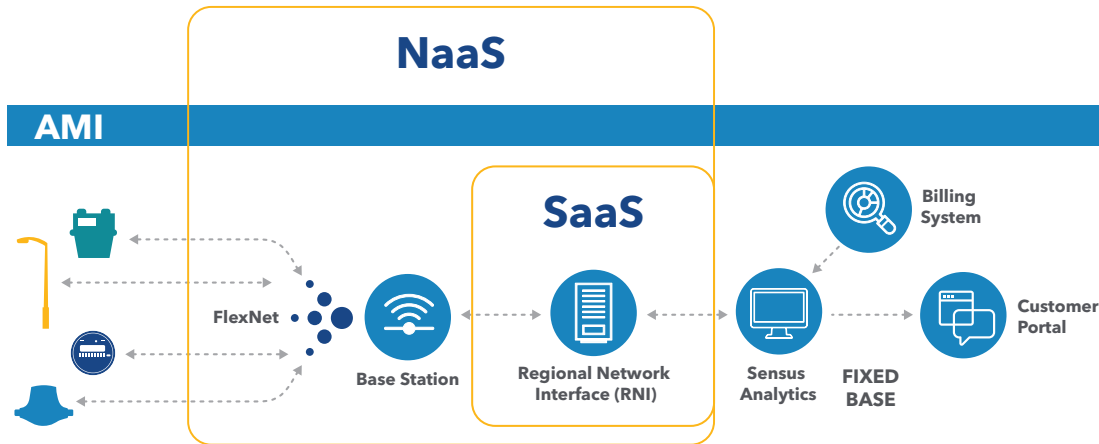 NaaS
AMI
SaaS
Billing
System
FlexNet
Base Station
Regional Network
Interface (RNI)
Sensus
Analytics
FIXED
BASE
Customer
Portal